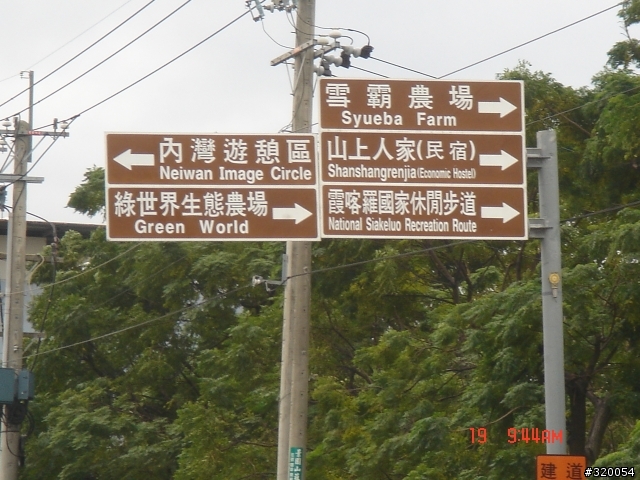 雪霸農場
Syueba Farm
內灣遊憩區
Neiwan Image Circle
山上人家(民宿)
Shanshangrenjia (Economic Hostel)
綠世界生態農場
Green World
霞喀羅國家休閒步道
National Siakeluo Recreation Route
19 9:44AM
建道
#320054